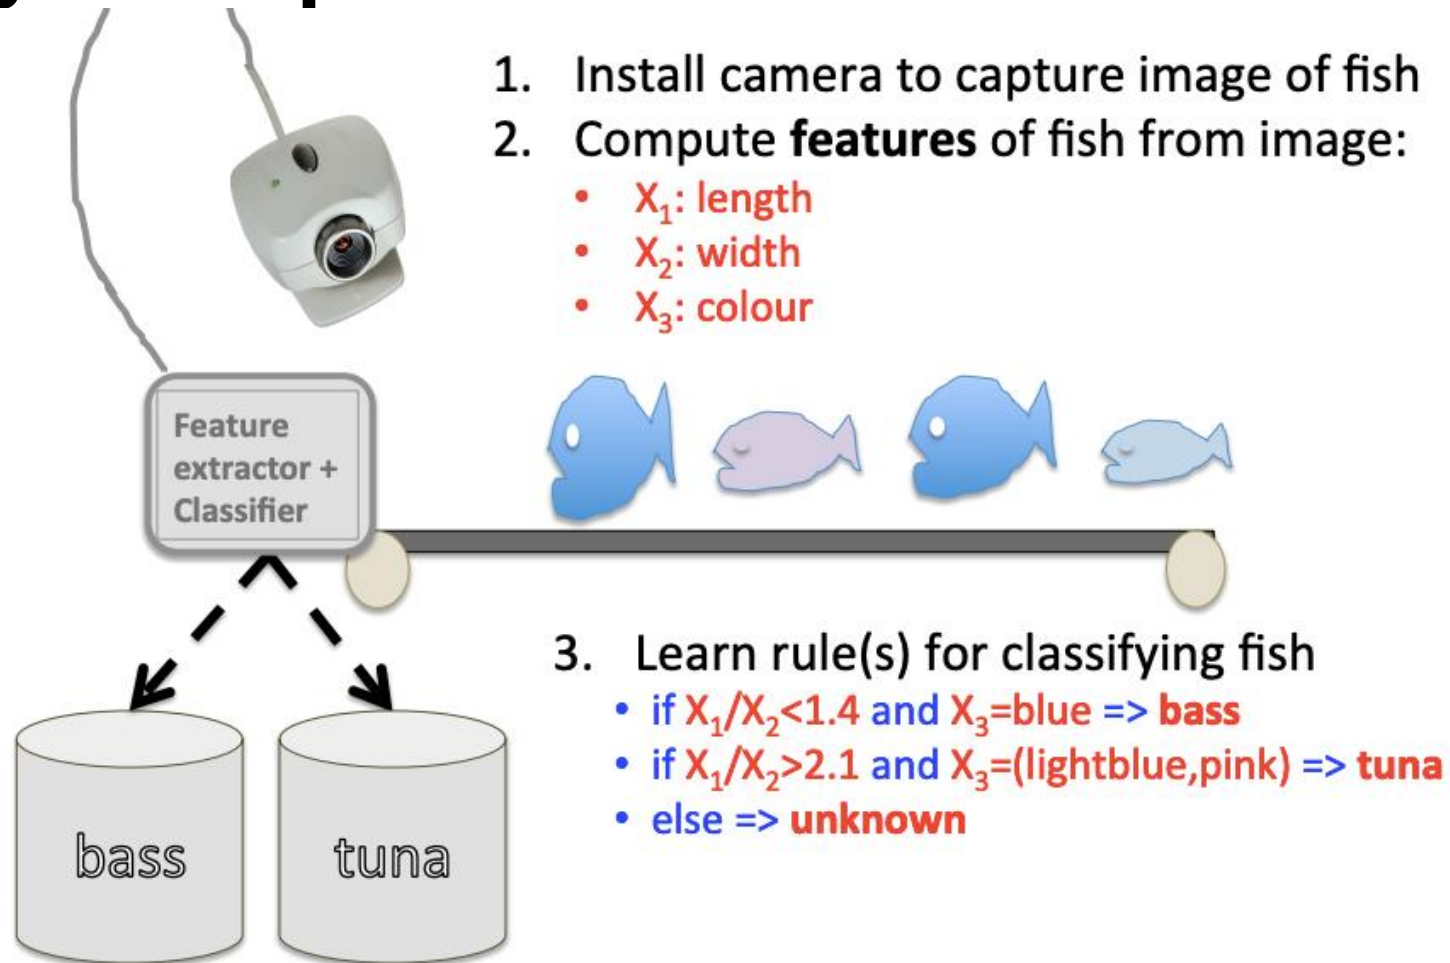 1. Install camera to capture image of fish
2. Compute features of fish from image:
• X₁: length
• X₂: width
• X₃: colour
Feature
extractor +
Classifier
3. Learn rule(s) for classifying fish
• if X₁/X₂<1.4 and X₃=blue => bass
• if X₁/X₂>2.1 and X₃=(lightblue,pink) => tuna
• else => unknown
bass
tuna